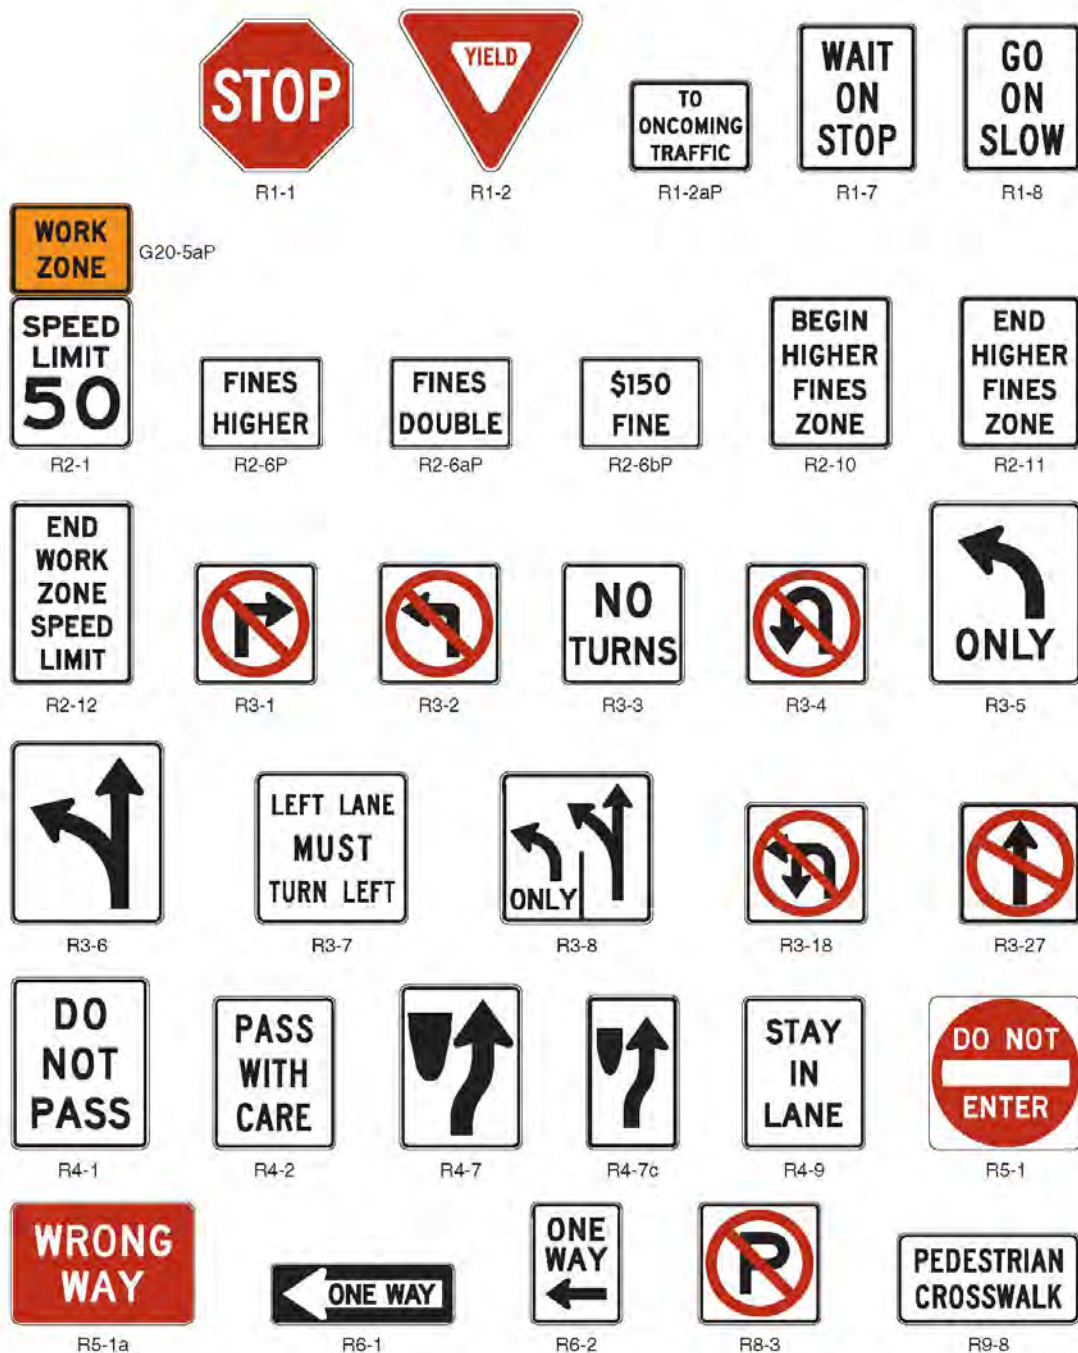 STOP
R1-1
YIELD
R1-2
TO
ONCOMING
TRAFFIC
R1-2aP
WAIT
ON
STOP
R1-7
GO
ON
SLOW
R1-8
WORK
ZONE
G20-5aP
SPEED
LIMIT
50
R2-1
FINES
HIGHER
R2-6P
FINES
DOUBLE
R2-6aP
$150
FINE
R2-6bP
BEGIN
HIGHER
FINES
ZONE
R2-10
END
HIGHER
FINES
ZONE
R2-11
END
WORK
ZONE
SPEED
LIMIT
R2-12
R3-1
R3-2
NO
TURNS
R3-3
R3-4
ONLY
R3-5
R3-6
LEFT LANE
MUST
TURN LEFT
R3-7
ONLY
R3-8
R3-18
R3-27
DO
NOT
PASS
R4-1
PASS
WITH
CARE
R4-2
R4-7
R4-7c
STAY
IN
LANE
R4-9
DO NOT
ENTER
R5-1
WRONG
WAY
R5-1a
ONE WAY
R6-1
ONE
WAY
R6-2
P
R8-3
PEDESTRIAN
CROSSWALK
R9-8